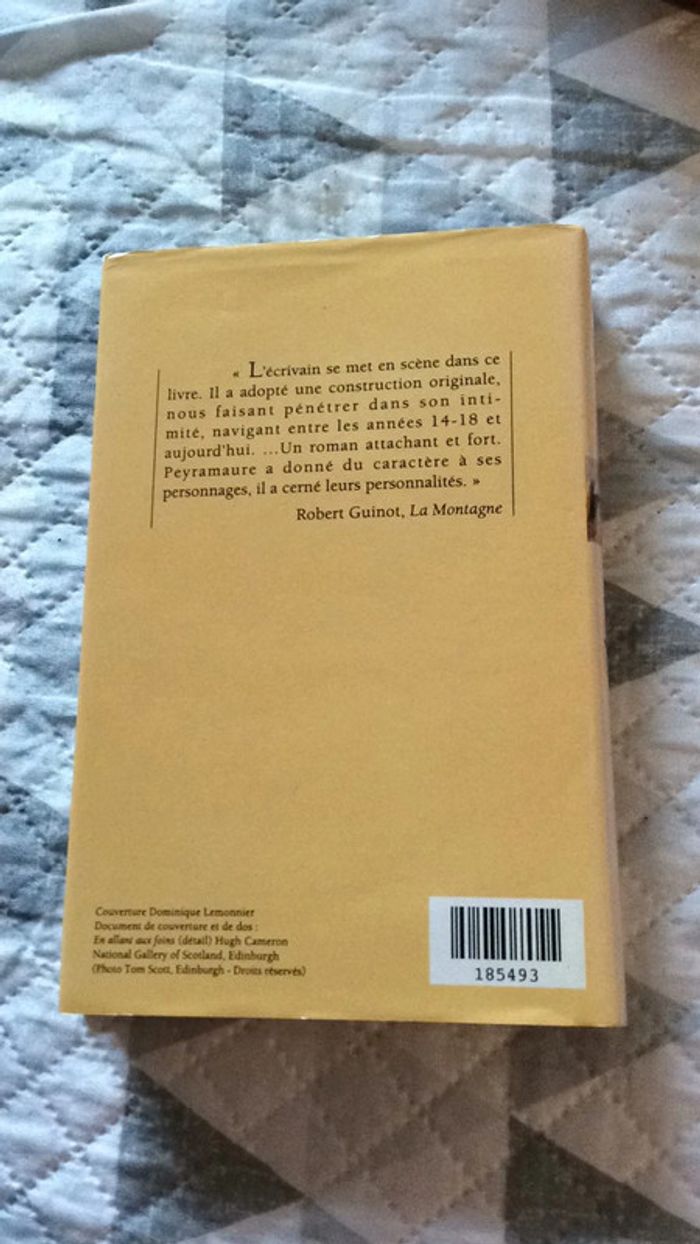 « L'écrivain se met en scène dans ce
livre. Il a adopté une construction originale,
nous faisant pénétrer dans son inti-
mité, navigant entre les années 14-18 et
aujourd'hui. ...Un roman attachant et fort.
Peyramaure a donné du caractère à ses
personnages, il a cerné leurs personnalités. »
Robert Guinot, La Montagne
Couverture Dominique Lemonnier
Document de couverture et de dos :
En allant aux foins (détail) Hugh Cameron
National Gallery of Scotland, Edinburgh
(Photo Tom Scott, Edinburgh - Droits réservés)
185493